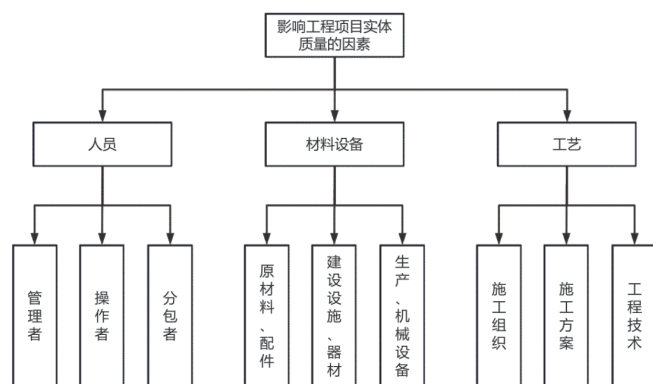 影响工程项目实体
质量的因素
人员
材料设备
工艺
管理者
操作者
分包者
原材料、配件
建设设施、器材
生产、机械设备
施工组织
施工方案
工程技术